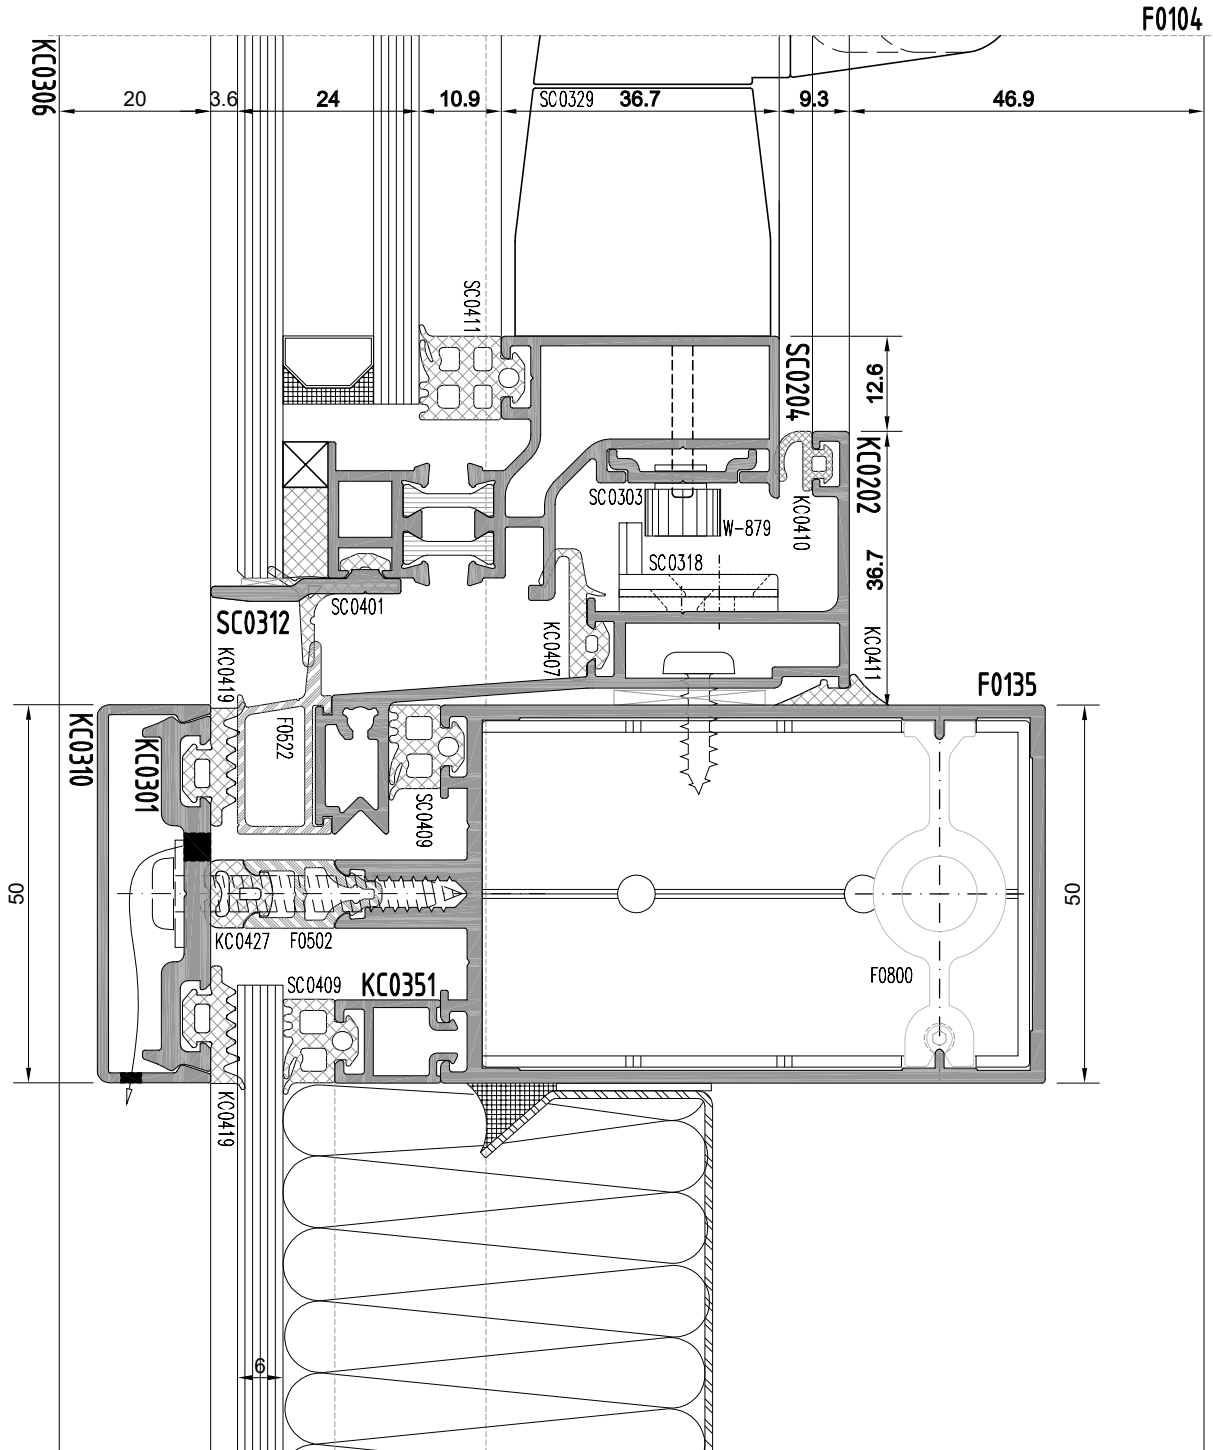 F0104
KC0306
20
3.6
24
10.9
SC0329
36.7
9.3
46.9
SC0411
SC0204
12.6
KC0202
SC0303
W-879
KC0410
SC0318
36.7
SC0401
SC0312
KC0407
KC0411
KC0419
F0135
KC0310
KC0301
F0522
SC0409
50
50
KC0427
F0502
F0800
SC0409
KC0351
KC0419
6